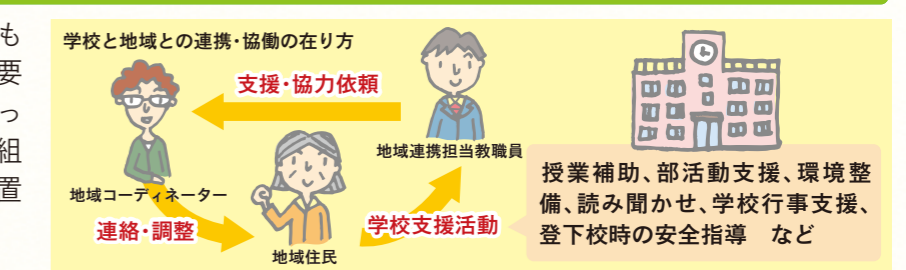 も
要
っ
組
置
学校と地域との連携・協働の在り方
支援・協力依頼
地域連携担当教職員
地域コーディネーター
連絡・調整
地域住民
学校支援活動
授業補助、部活動支援、環境整
備、読み聞かせ、学校行事支援、
登下校時の安全指導　など